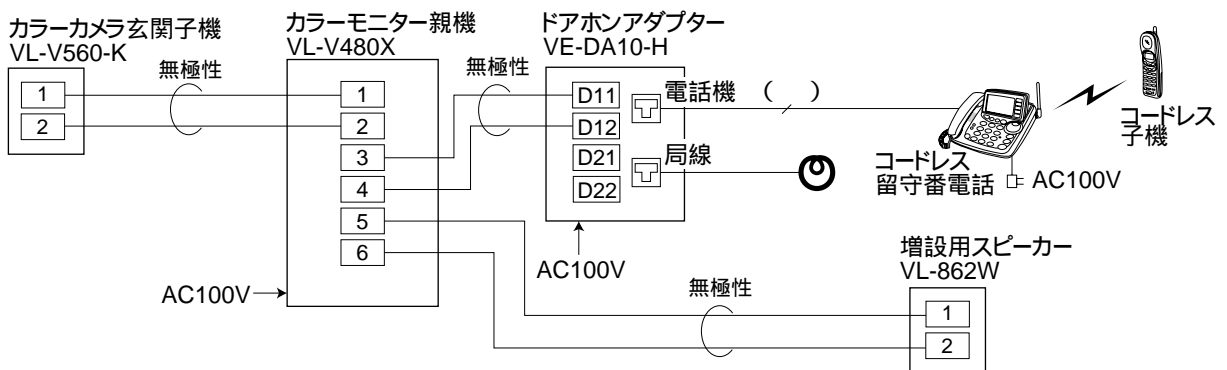 カラーカメラ玄関子機
VL-V560-K
1
2
無極性
カラーモニター親機
VL-V480X
1
2
3
4
5
6
AC100V
無極性
ドアホンアダプター
VE-DA10-H
D11
D12
D21
D22
電話機 ( )
局線
AC100V
コードレス
留守番電話
AC100V
コードレス
子機
無極性
増設用スピーカー
VL-862W
1
2